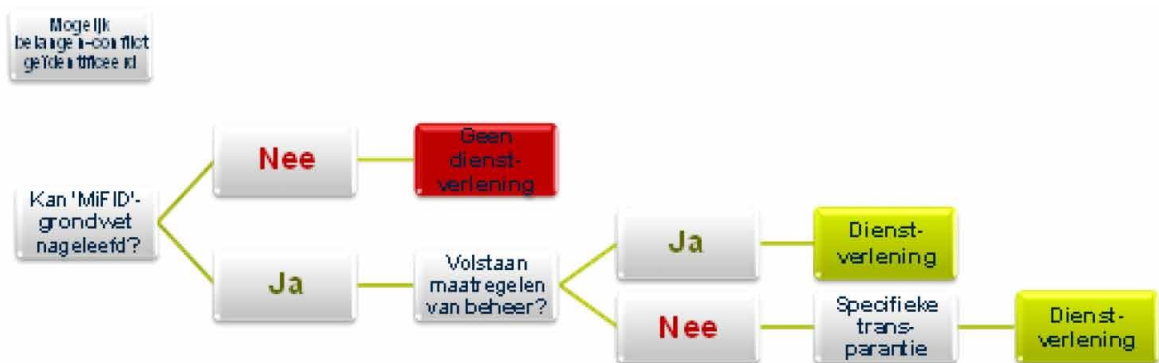 Mogelijk
belangen-conflict
geïdentificeerd
Nee
Geen
dienst-
verlening
Kan 'MiFID'-
grondwet
nageleefd?
Ja
Volstaan
maatregelen
van beheer?
Ja
Dienst-
verlening
Nee
Specifieke
trans-
parantie
Dienst-
verlening